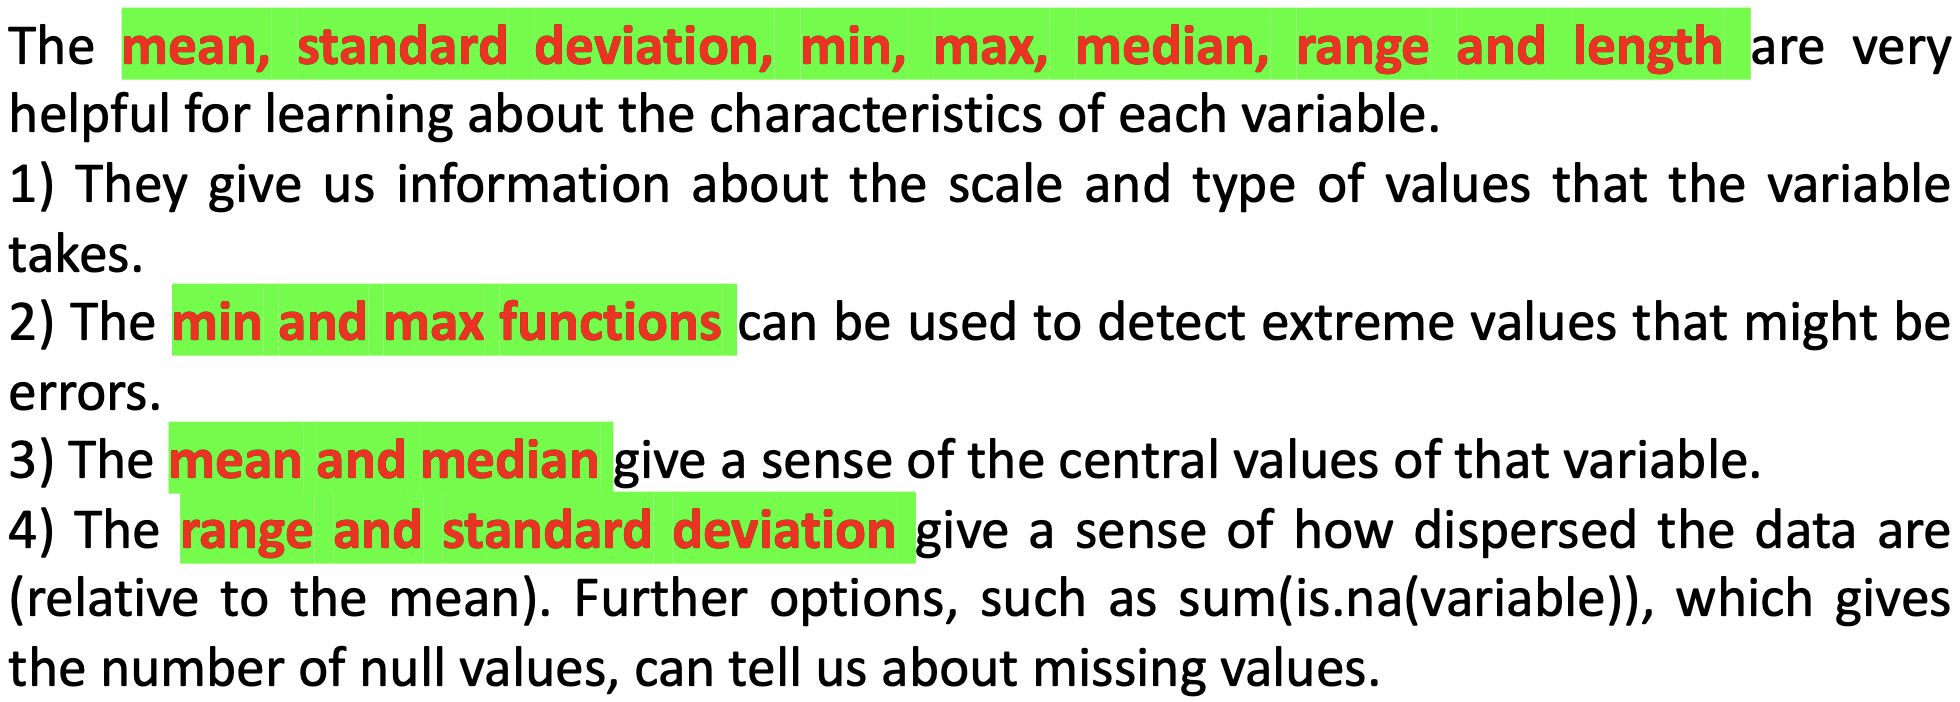 The mean, standard deviation, min, max, median, range and length are very
helpful for learning about the characteristics of each variable.
1) They give us information about the scale and type of values that the variable
takes.
2) The min and max functions can be used to detect extreme values that might be
errors.
3) The mean and median give a sense of the central values of that variable.
4) The range and standard deviation give a sense of how dispersed the data are
(relative to the mean). Further options, such as sum(is.na(variable)), which gives
the number of null values, can tell us about missing values.